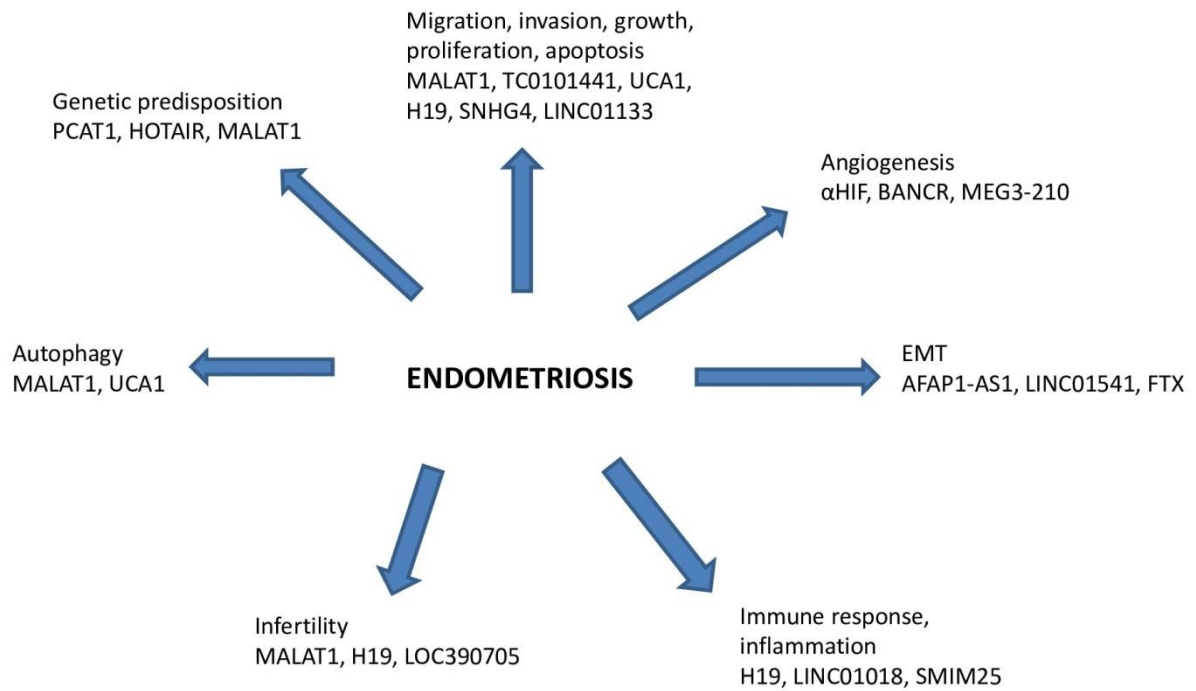 Migration, invasion, growth,
proliferation, apoptosis
MALAT1, TC0101441, UCA1,
H19, SNHG4, LINC01133
Genetic predisposition
PCAT1, HOTAIR, MALAT1
Angiogenesis
αHIF, BANCR, MEG3-210
Autophagy
MALAT1, UCA1
ENDOMETRIOSIS
EMT
AFAP1-AS1, LINC01541, FTX
Infertility
MALAT1, H19, LOC390705
Immune response,
inflammation
H19, LINC01018, SMIM25